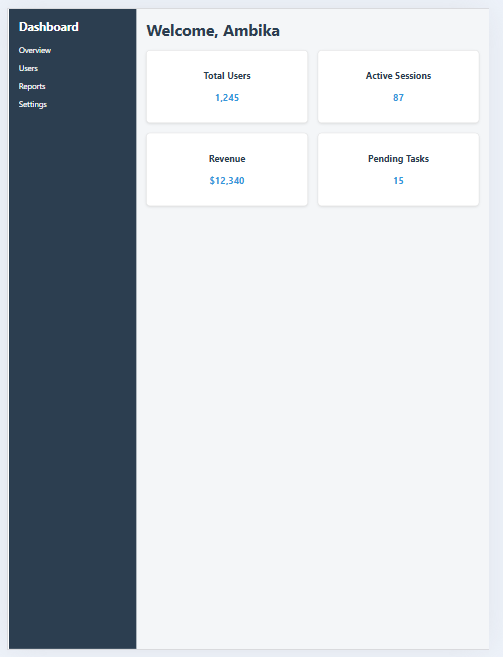 Dashboard
Overview
Users
Reports
Settings
Welcome, Ambika
Total Users
1,245
Active Sessions
87
Revenue
$12,340
Pending Tasks
15